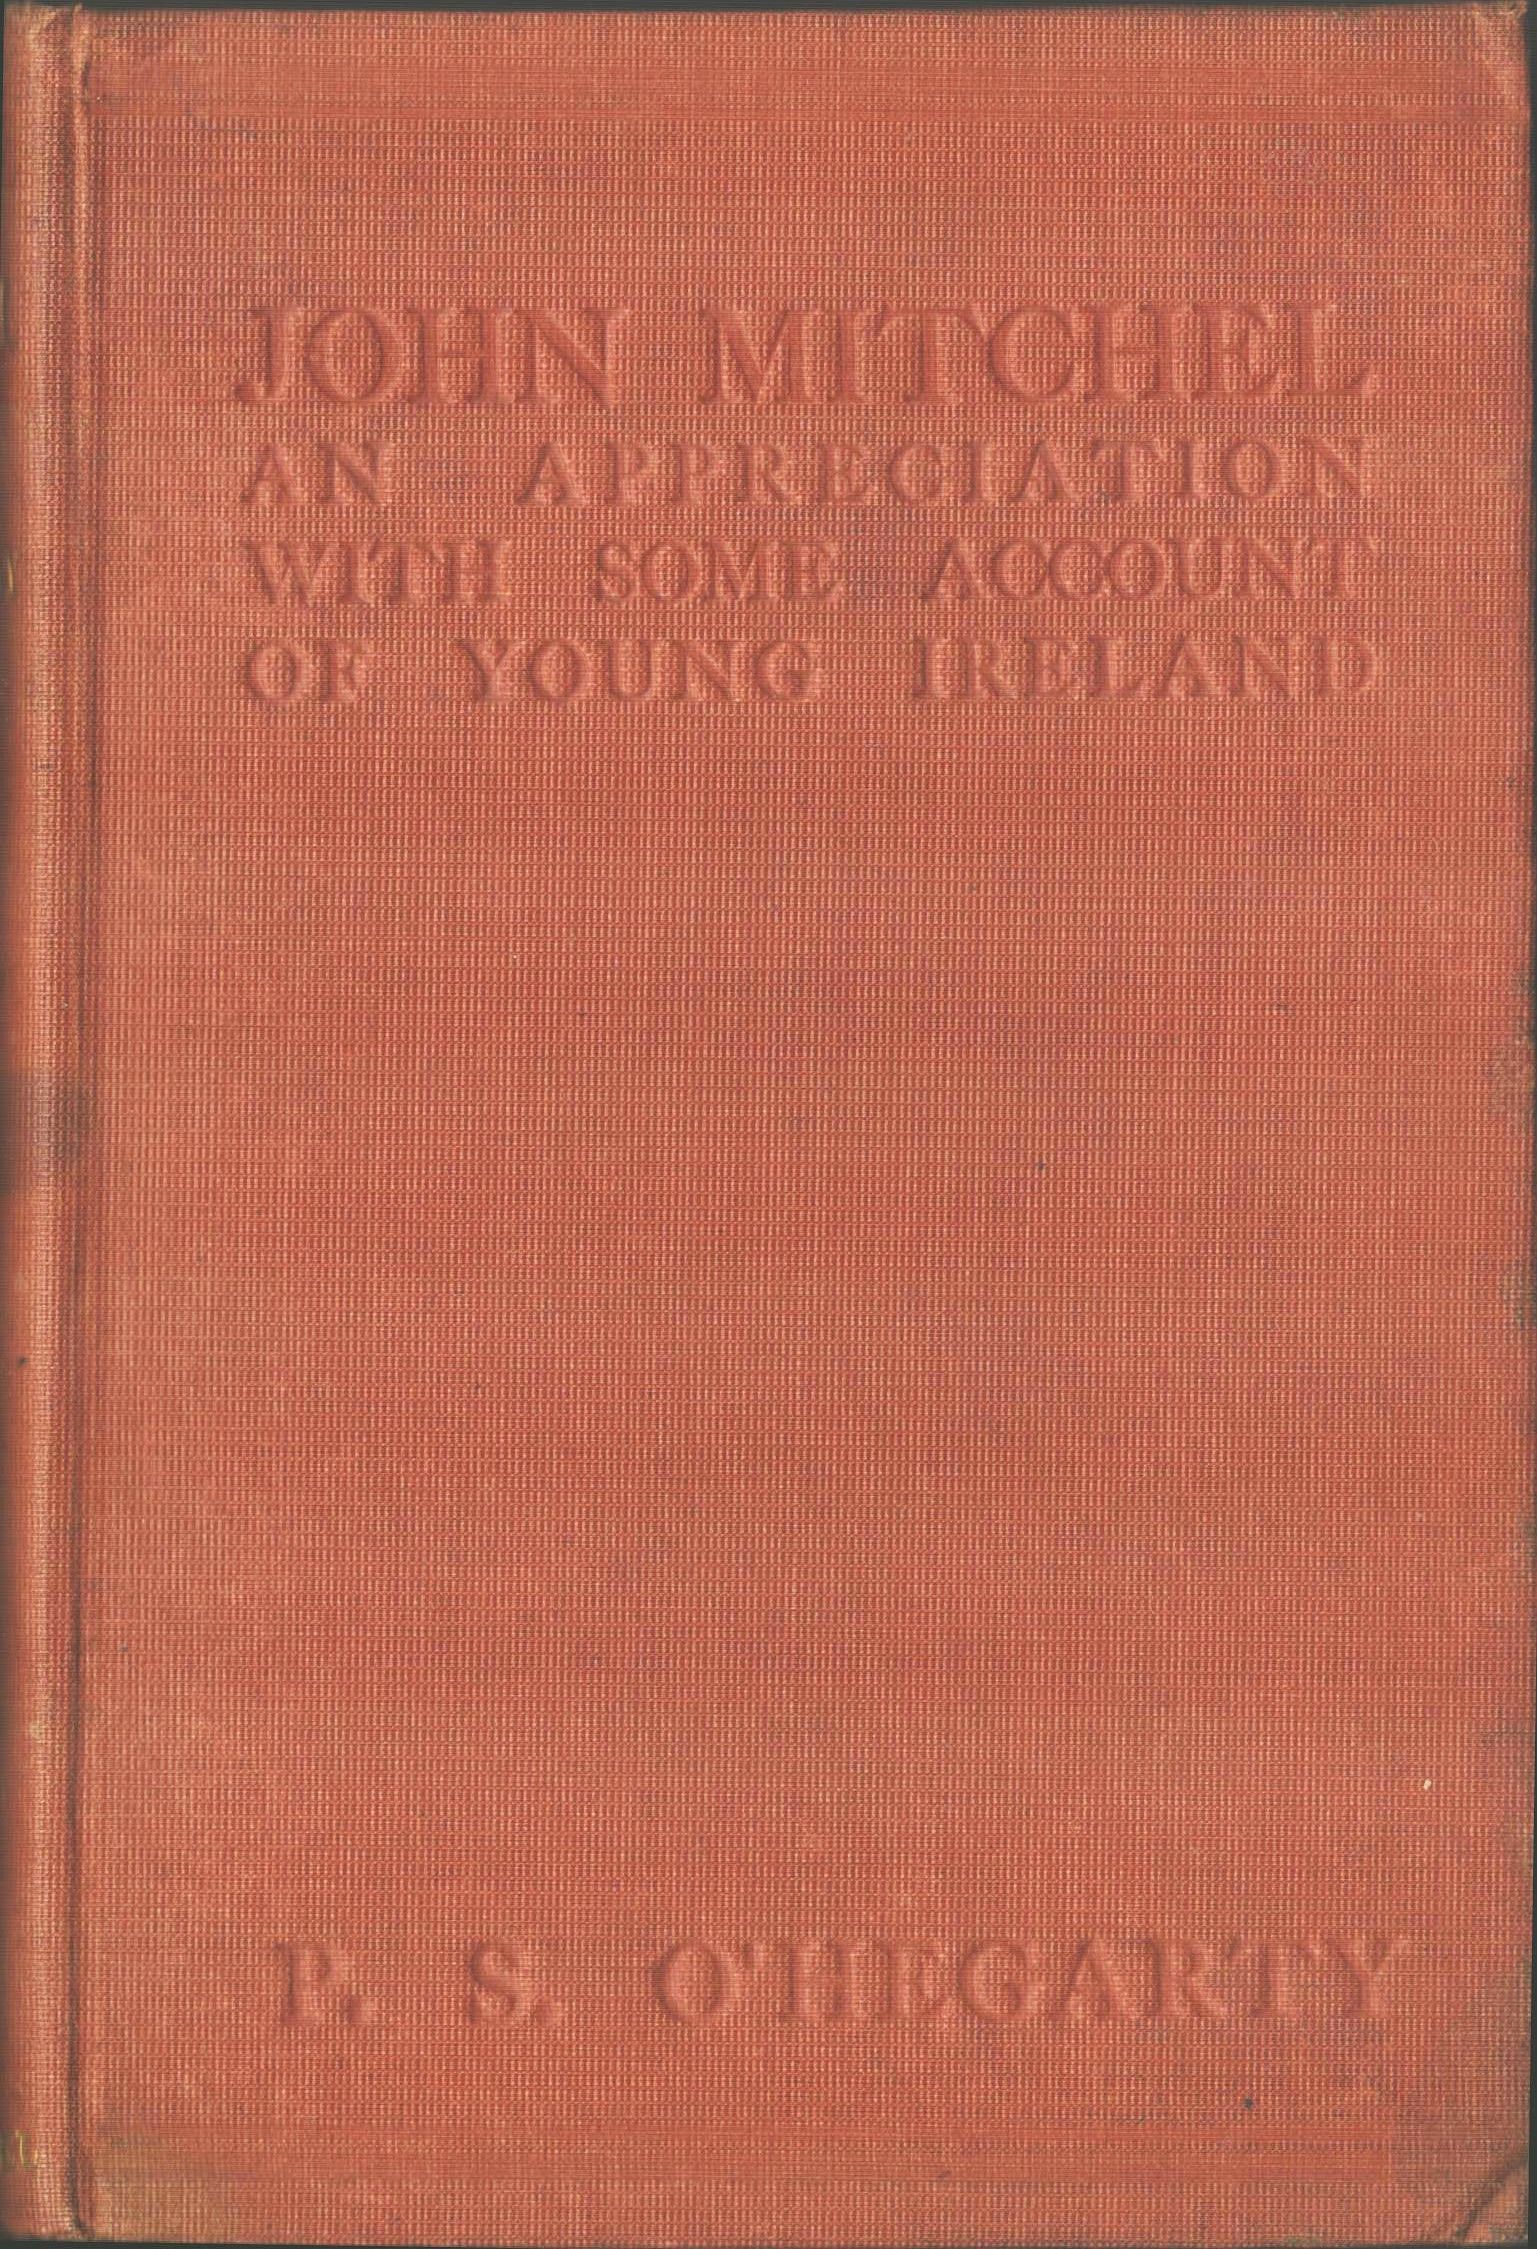 JOHN MITCHEL
AN APPRECIATION
WITH SOME ACCOUNT
OF YOUNG IRELAND
P. S. O'HEGARTY